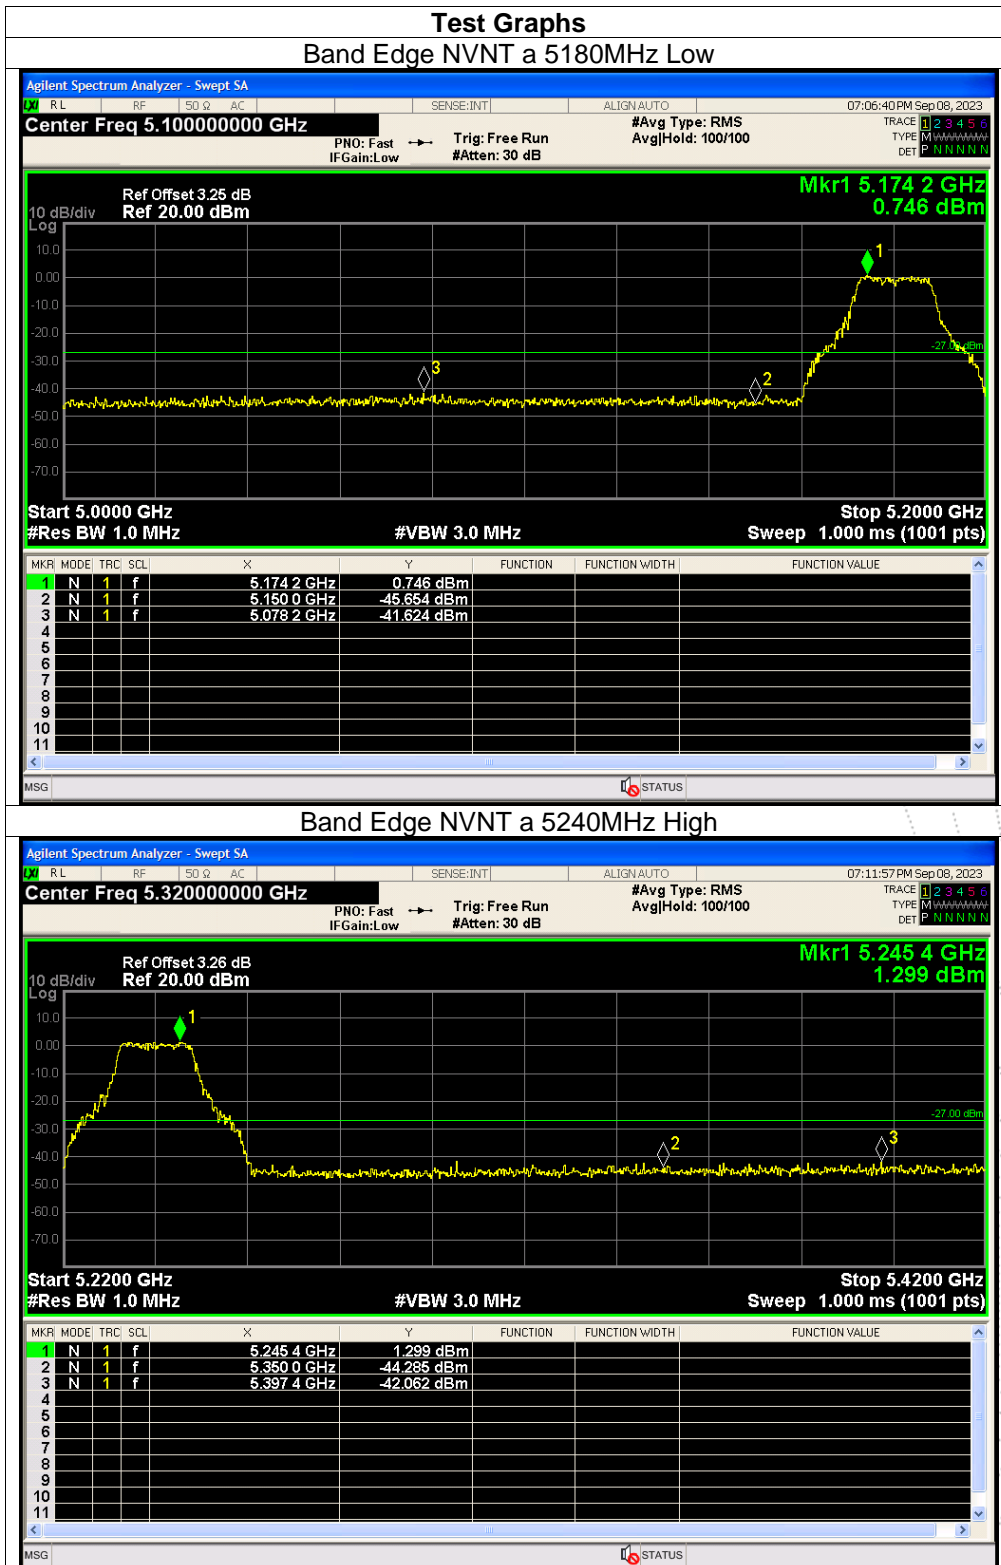 Test Graphs
Band Edge NVNT a 5180MHz Low
Agilent Spectrum Analyzer - Swept SA
LXI RL RF 50 Ω AC SENSE:INT ALIGN AUTO 07:06:40 PM Sep 08, 2023
Center Freq 5.100000000 GHz #Avg Type: RMS TRACE 1 2 3 4 5 6
PNO: Fast Trig: Free Run Avg|Hold: 100/100 TYPE M WWWWW
IFGain:Low #Atten: 30 dB DET P N N N N N
Mkr1 5.174 2 GHz
Ref Offset 3.25 dB 0.746 dBm
10 dB/div Ref 20.00 dBm
Log
10.0
1
0.00
-10.0
-20.0
-27.00 dBm
-30.0
3
2
-40.0
-50.0
-60.0
-70.0
Start 5.0000 GHz Stop 5.2000 GHz
#Res BW 1.0 MHz #VBW 3.0 MHz Sweep 1.000 ms (1001 pts)
MKR MODE TRC SCL X Y FUNCTION FUNCTION WIDTH FUNCTION VALUE
1 N 1 f 5.174 2 GHz 0.746 dBm
2 N 1 f 5.150 0 GHz -45.654 dBm
3 N 1 f 5.078 2 GHz -41.624 dBm
4
5
6
7
8
9
10
11
MSG STATUS
Band Edge NVNT a 5240MHz High
Agilent Spectrum Analyzer - Swept SA
LXI RL RF 50 Ω AC SENSE:INT ALIGN AUTO 07:11:57 PM Sep 08, 2023
Center Freq 5.320000000 GHz #Avg Type: RMS TRACE 1 2 3 4 5 6
PNO: Fast Trig: Free Run Avg|Hold: 100/100 TYPE M WWWWW
IFGain:Low #Atten: 30 dB DET P N N N N N
Mkr1 5.245 4 GHz
Ref Offset 3.26 dB 1.299 dBm
10 dB/div Ref 20.00 dBm
Log
10.0
1
0.00
-10.0
-20.0
-27.00 dBm
-30.0
2
3
-40.0
-50.0
-60.0
-70.0
Start 5.2200 GHz Stop 5.4200 GHz
#Res BW 1.0 MHz #VBW 3.0 MHz Sweep 1.000 ms (1001 pts)
MKR MODE TRC SCL X Y FUNCTION FUNCTION WIDTH FUNCTION VALUE
1 N 1 f 5.245 4 GHz 1.299 dBm
2 N 1 f 5.350 0 GHz -44.285 dBm
3 N 1 f 5.397 4 GHz -42.062 dBm
4
5
6
7
8
9
10
11
MSG STATUS